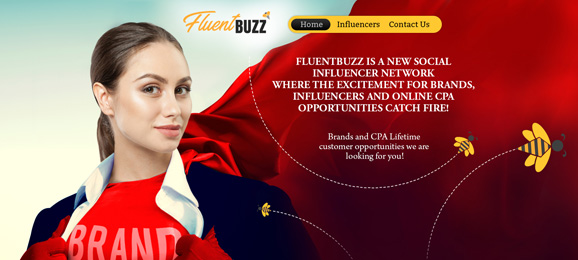 FluentBUZZ
Home Influencers Contact Us
FLUENTBUZZ IS A NEW SOCIAL
INFLUENCER NETWORK
WHERE THE EXCITEMENT FOR BRANDS,
INFLUENCERS AND ONLINE CPA
OPPORTUNITIES CATCH FIRE!
Brands and CPA Lifetime
customer opportunities we are
looking for you!
BRAND